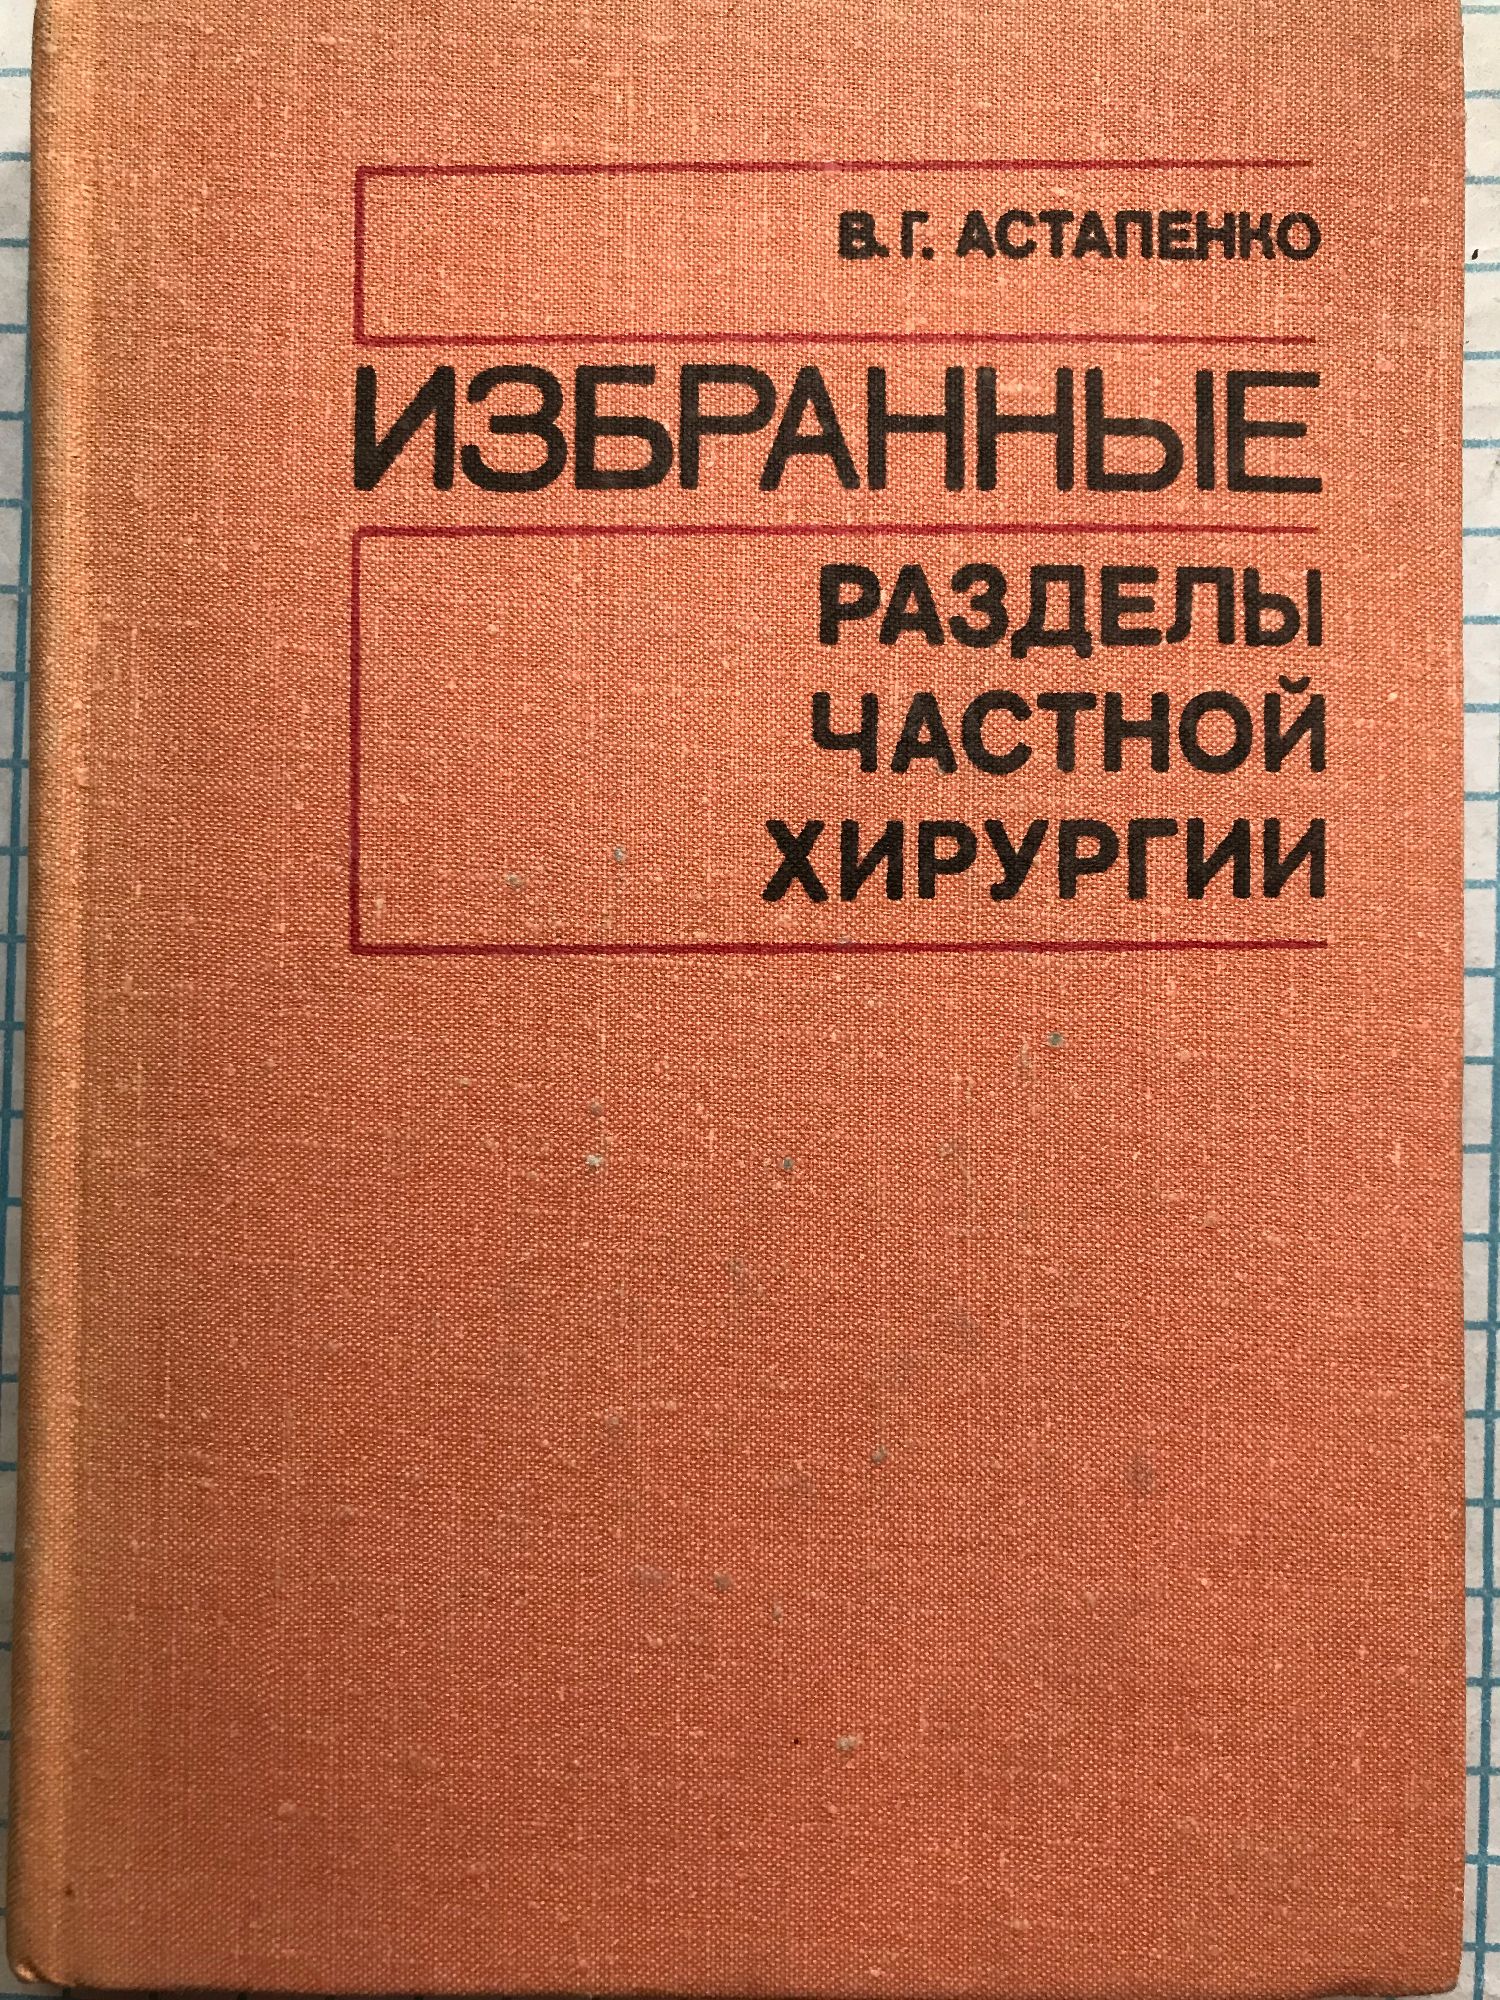 В. Г. АСТАПЕНКО
ИЗБРАННЫЕ
РАЗДЕЛЫ
ЧАСТНОЙ
ХИРУРГИИ